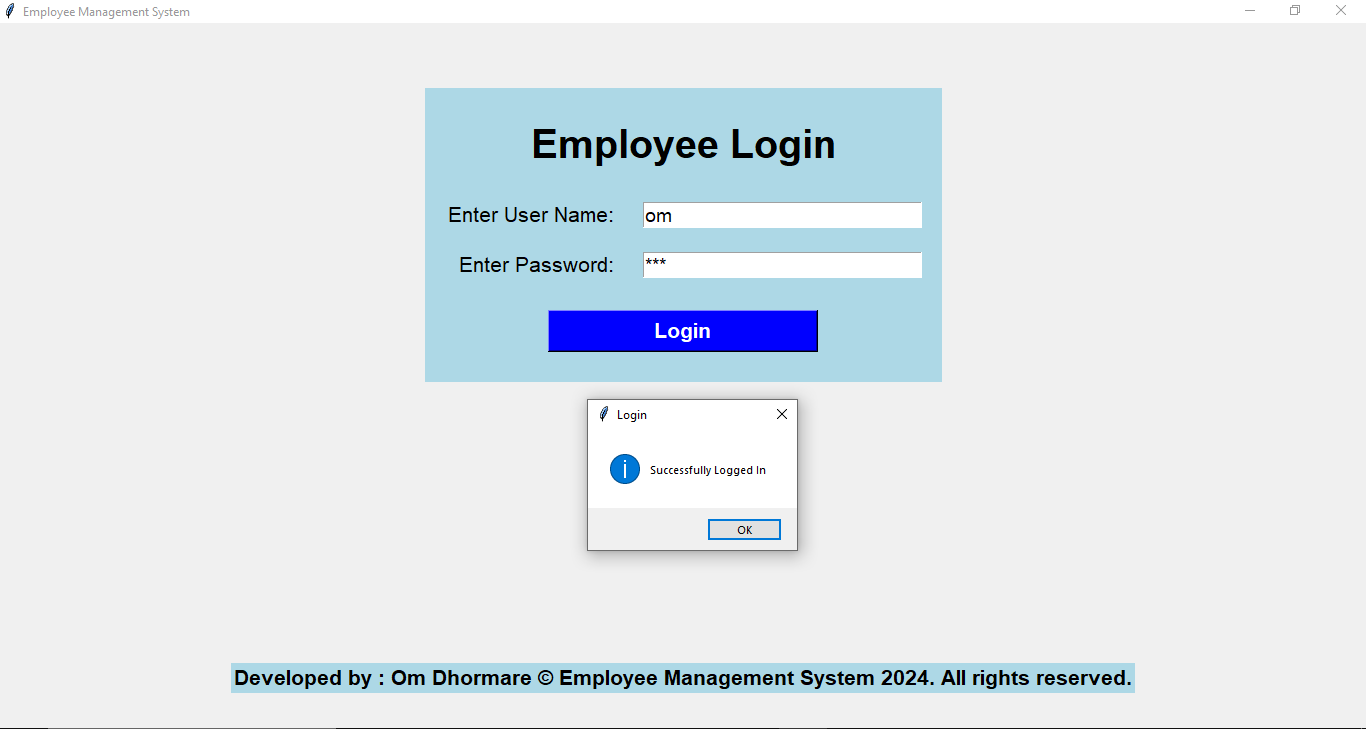 Employee Management System
Employee Login
Enter User Name: om
Enter Password: ***
Login
Login
Successfully Logged In
OK
Developed by : Om Dhormare © Employee Management System 2024. All rights reserved.